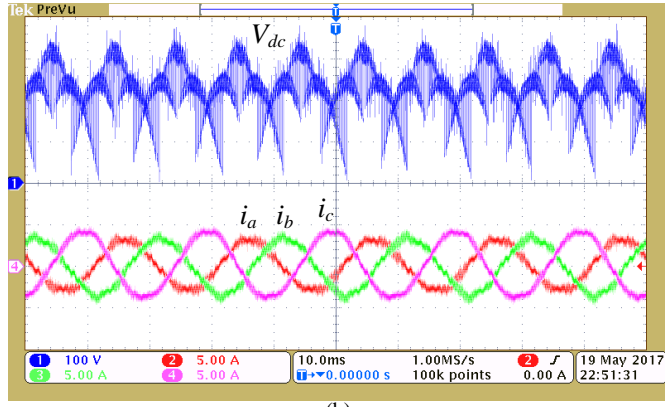 Tek PreVu
T
T
V_dc
1
i_a i_b i_c
4
1 100 V 2 5.00 A
3 5.00 A 4 5.00 A
10.0ms 1.00MS/s 2 ʃ
T→▼0.00000 s 100k points 0.00 A
19 May 2017
22:51:31